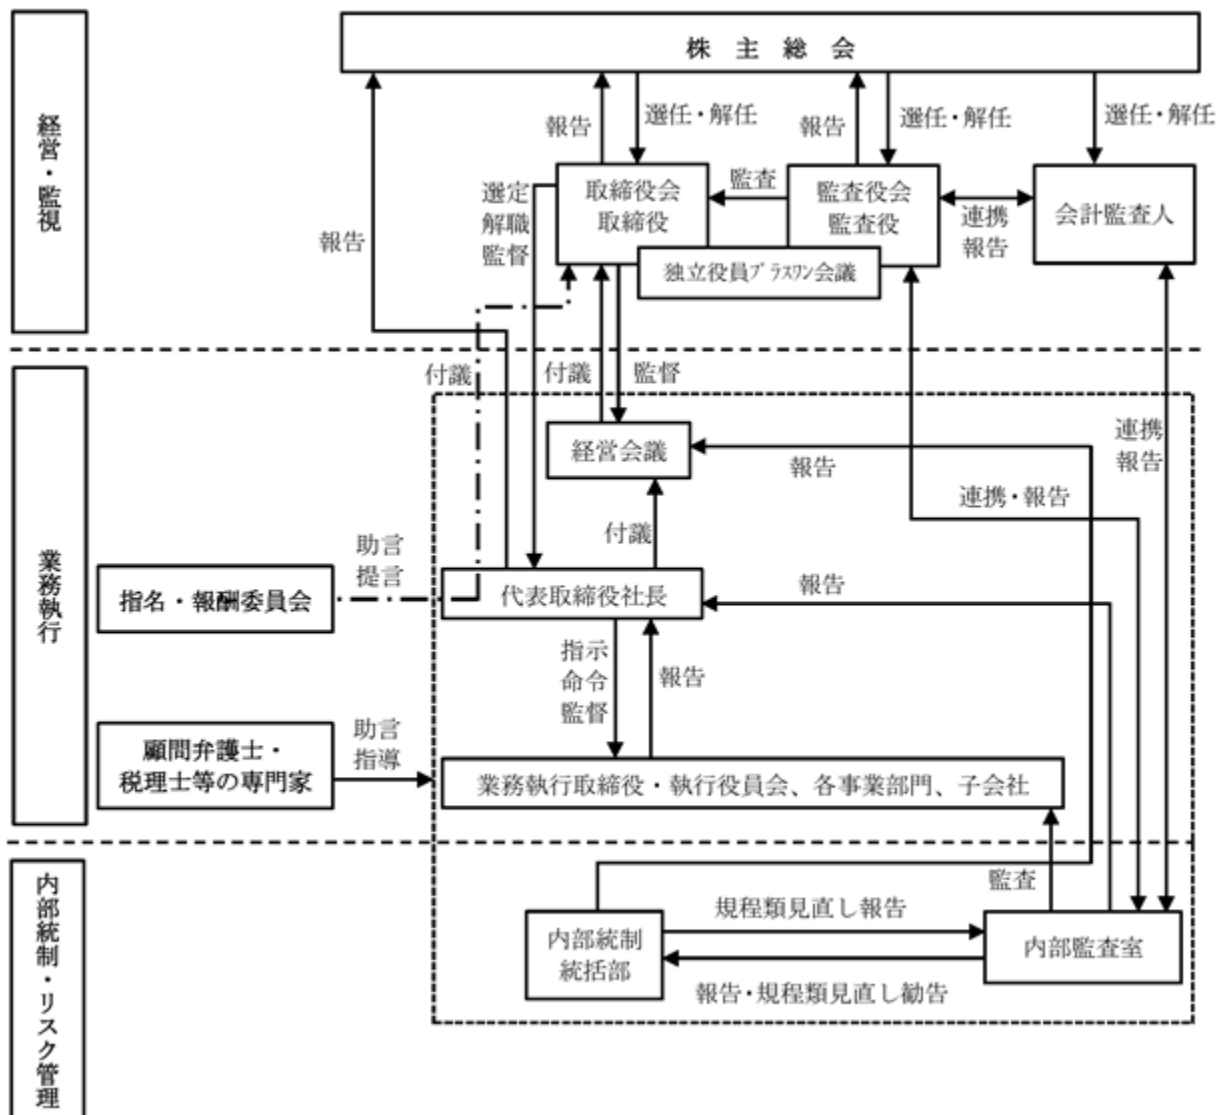 株主総会
経営・監視
報告
選任・解任
報告
選任・解任
選任・解任
選定
解職
監督
取締役会
取締役
監査
監査役会
監査役
連携
報告
会計監査人
報告
独立役員ﾌﾟﾗｽﾜﾝ会議
付議
付議
監督
経営会議
報告
連携
報告
連携・報告
付議
業務執行
助言
提言
指名・報酬委員会
代表取締役社長
報告
指示
命令
監督
報告
顧問弁護士・
税理士等の専門家
助言
指導
業務執行取締役・執行役員会、各事業部門、子会社
内部統制・リスク管理
監査
規程類見直し報告
内部統制
統括部
内部監査室
報告・規程類見直し勧告